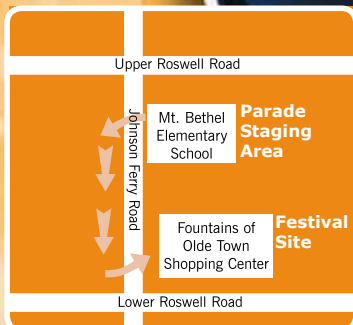 Upper Roswell Road
Johnson Ferry Road
Mt. Bethel
Elementary
School
Parade
Staging
Area
Fountains of
Olde Town
Shopping Center
Festival
Site
Lower Roswell Road